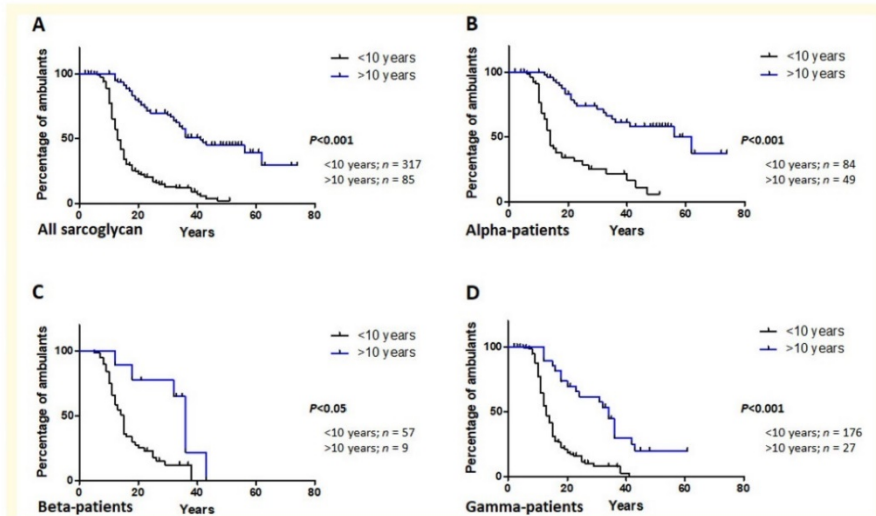 A
<10 years
>10 years
Percentage of ambulants
100
50
0
0 20 40 60 80
P<0.001
<10 years; n = 317
>10 years; n = 85
All sarcoglycan
Years
B
<10 years
>10 years
Percentage of ambulants
100
50
0
0 20 40 60 80
P<0.001
<10 years; n = 84
>10 years; n = 49
Alpha-patients
Years
C
<10 years
>10 years
Percentage of ambulants
100
50
0
0 20 40 60 80
P<0.05
<10 years; n = 57
>10 years; n = 9
Beta-patients
Years
D
<10 years
>10 years
Percentage of ambulants
100
50
0
0 20 40 60 80
P<0.001
<10 years; n = 176
>10 years; n = 27
Gamma-patients
Years